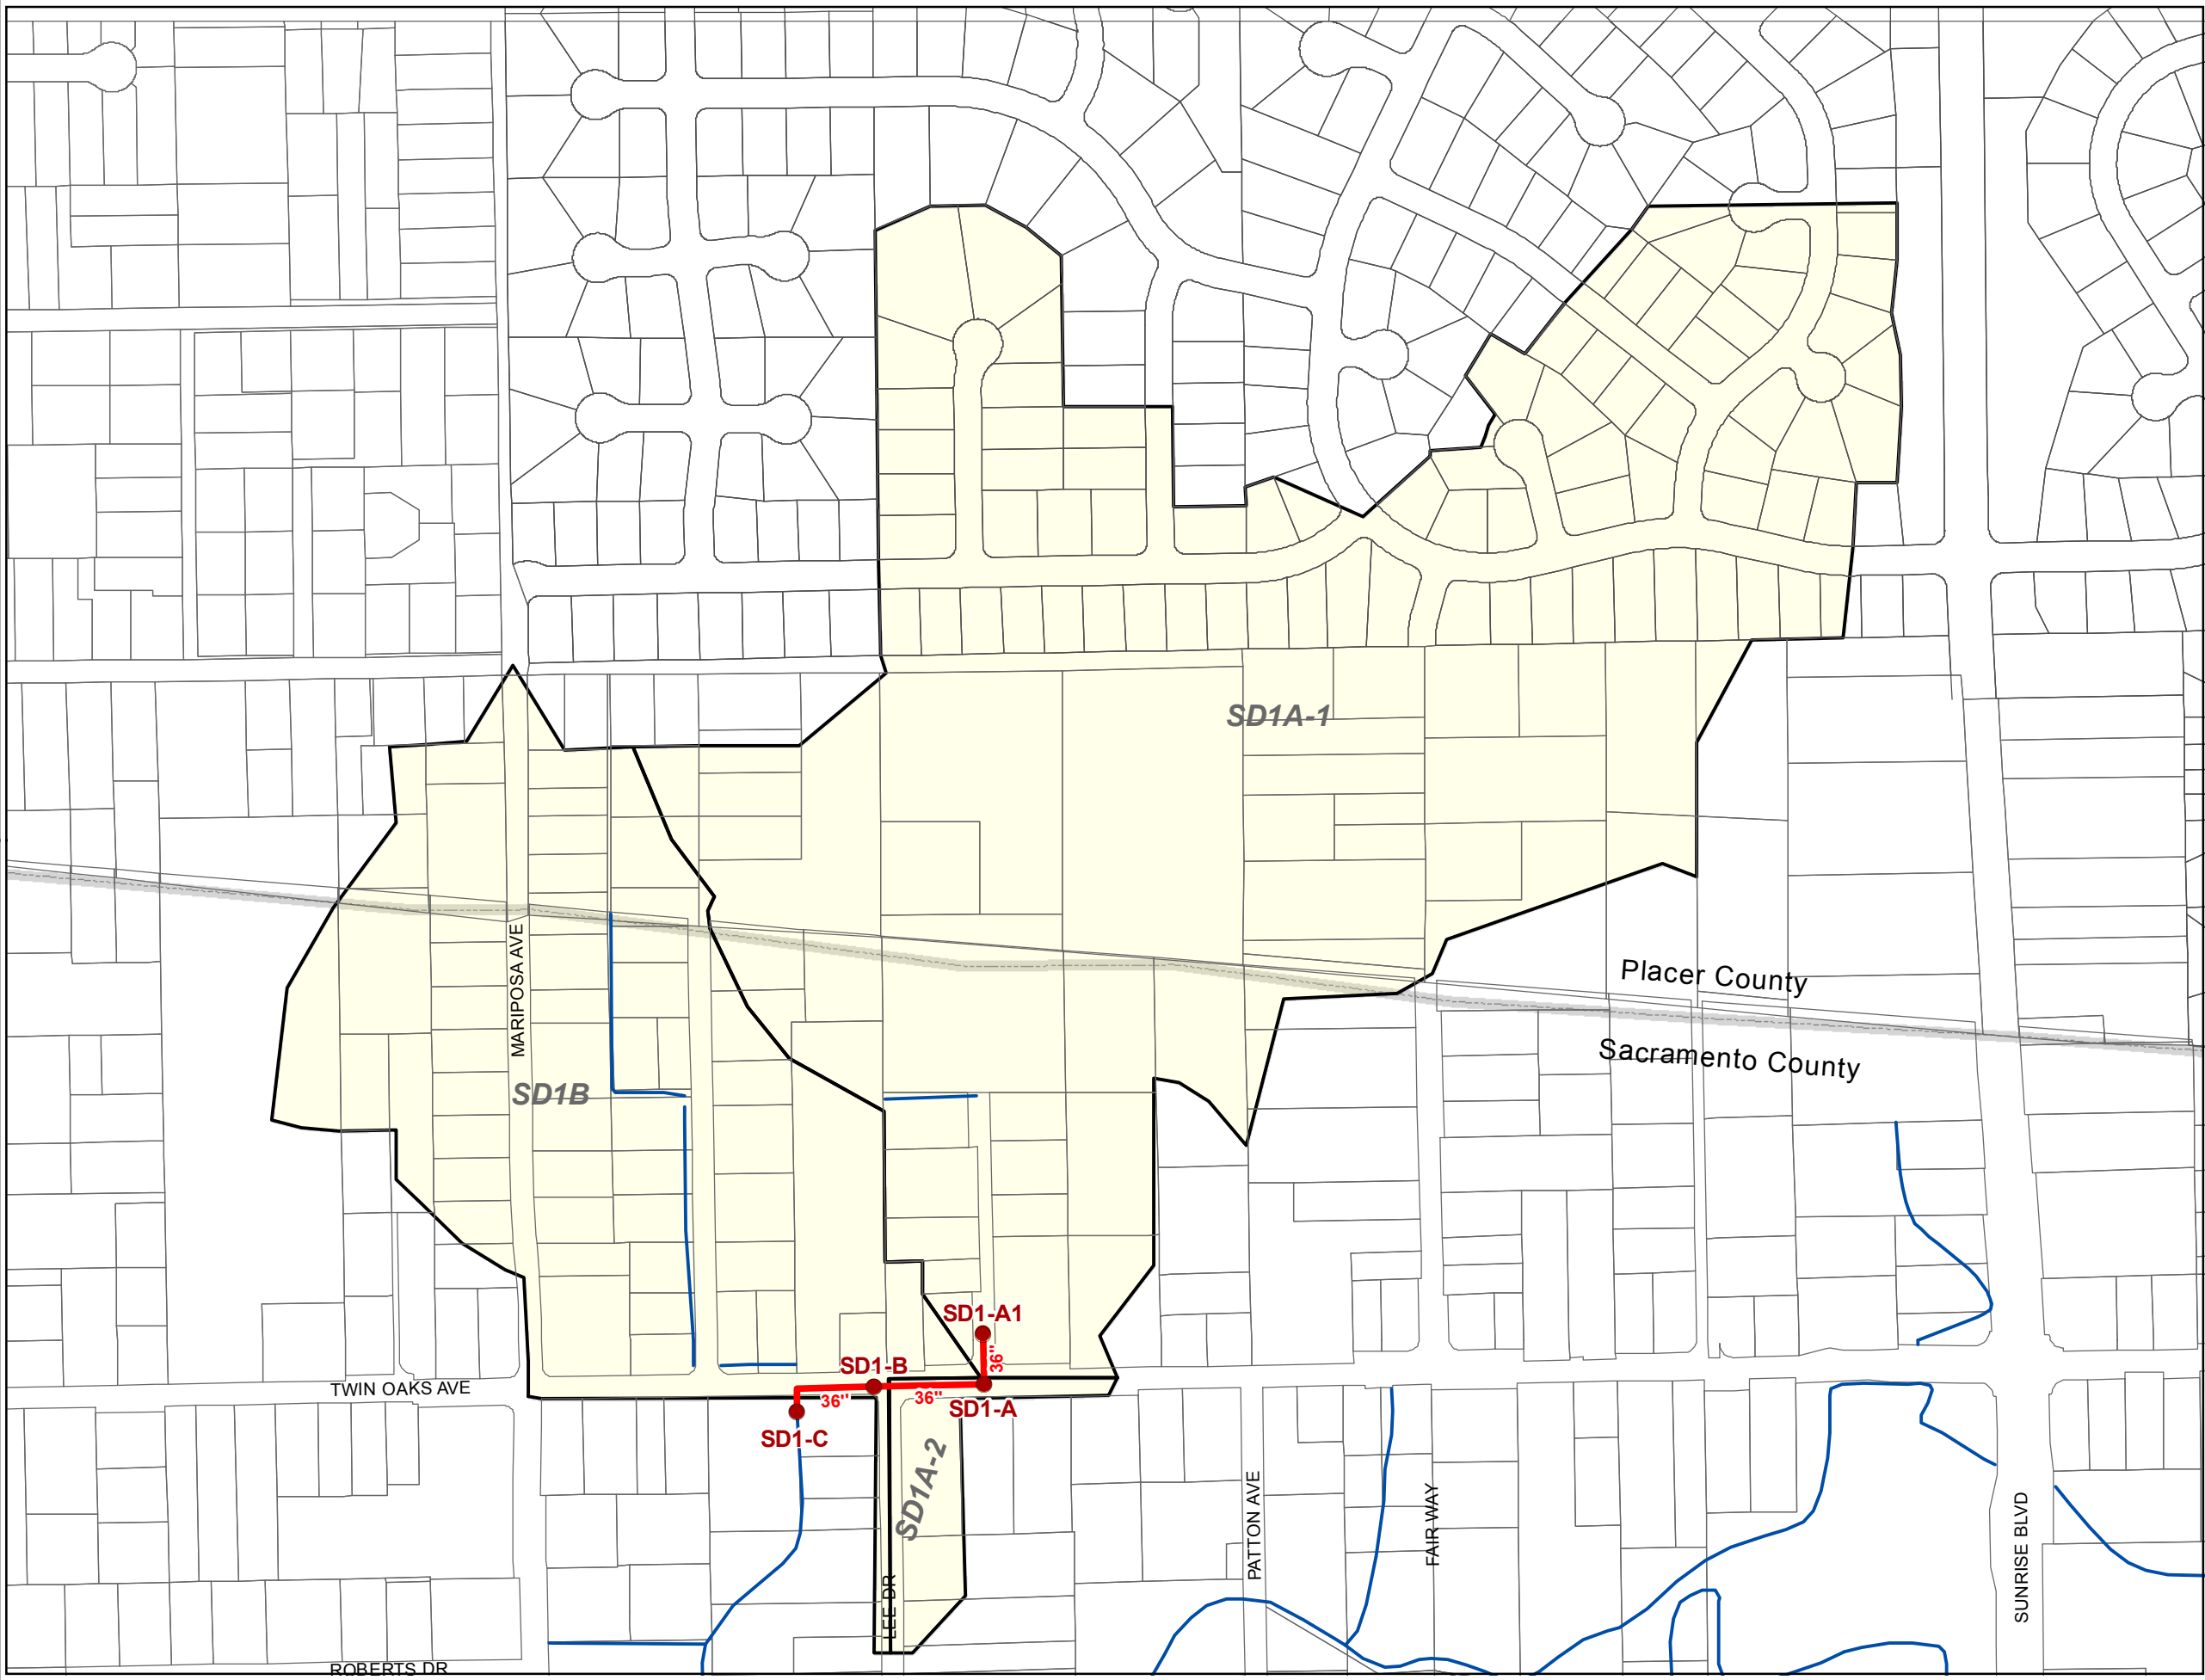 SD1A-1
Placer County
Sacramento County
MARIPOSA AVE
SD1B
SD1-A1
36"
SD1-B
36"
36"
SD1-A
SD1-C
TWIN OAKS AVE
SD1A-2
LEE DR
PATTON AVE
FAIR WAY
SUNRISE BLVD
ROBERTS DR